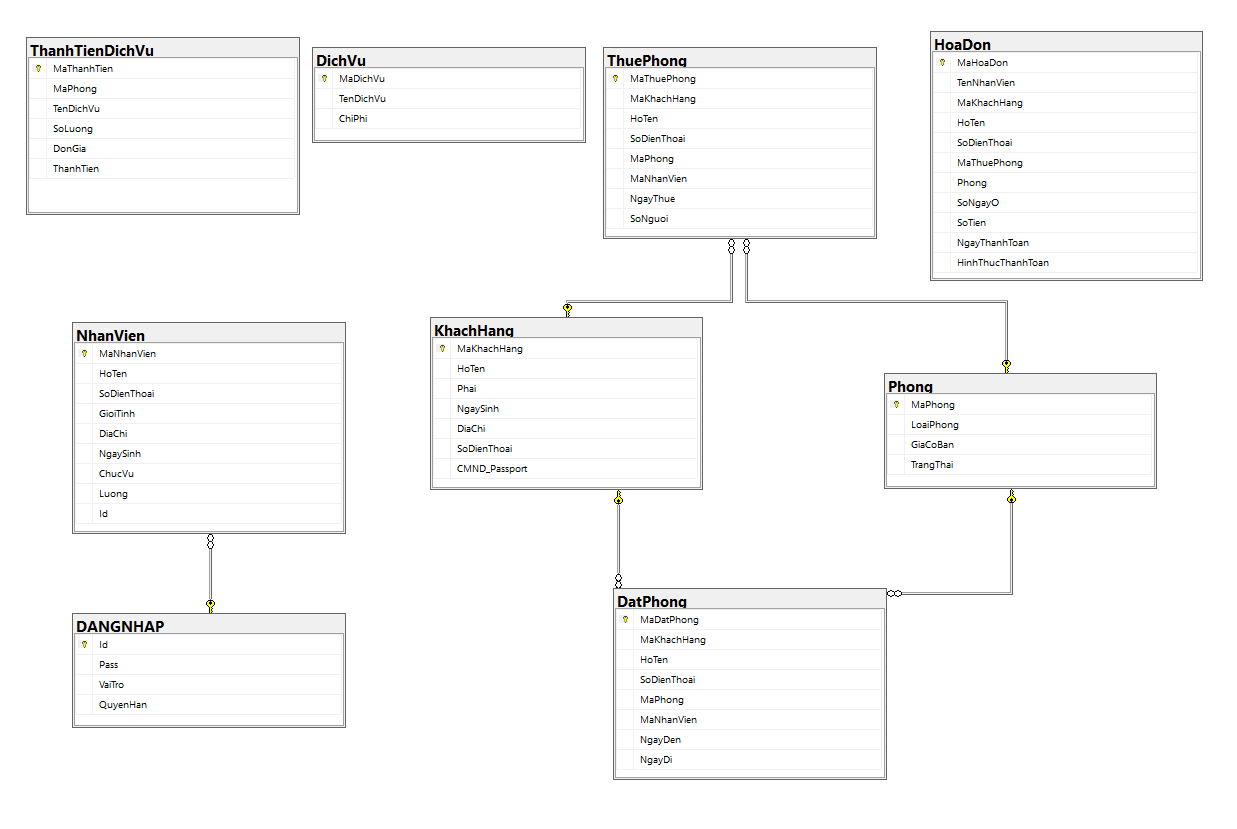 ThanhTienDichVu
MaThanhTien
MaPhong
TenDichVu
SoLuong
DonGia
ThanhTien
DichVu
MaDichVu
TenDichVu
ChiPhi
ThuePhong
MaThuePhong
MaKhachHang
HoTen
SoDienThoai
MaPhong
MaNhanVien
NgayThue
SoNguoi
HoaDon
MaHoaDon
TenNhanVien
MaKhachHang
HoTen
SoDienThoai
MaThuePhong
Phong
SoNgayO
SoTien
NgayThanhToan
HinhThucThanhToan
NhanVien
MaNhanVien
HoTen
SoDienThoai
GioiTinh
DiaChi
NgaySinh
ChucVu
Luong
Id
KhachHang
MaKhachHang
HoTen
Phai
NgaySinh
DiaChi
SoDienThoai
CMND_Passport
Phong
MaPhong
LoaiPhong
GiaCoBan
TrangThai
DANGNHAP
Id
Pass
VaiTro
QuyenHan
DatPhong
MaDatPhong
MaKhachHang
HoTen
SoDienThoai
MaPhong
MaNhanVien
NgayDen
NgayDi